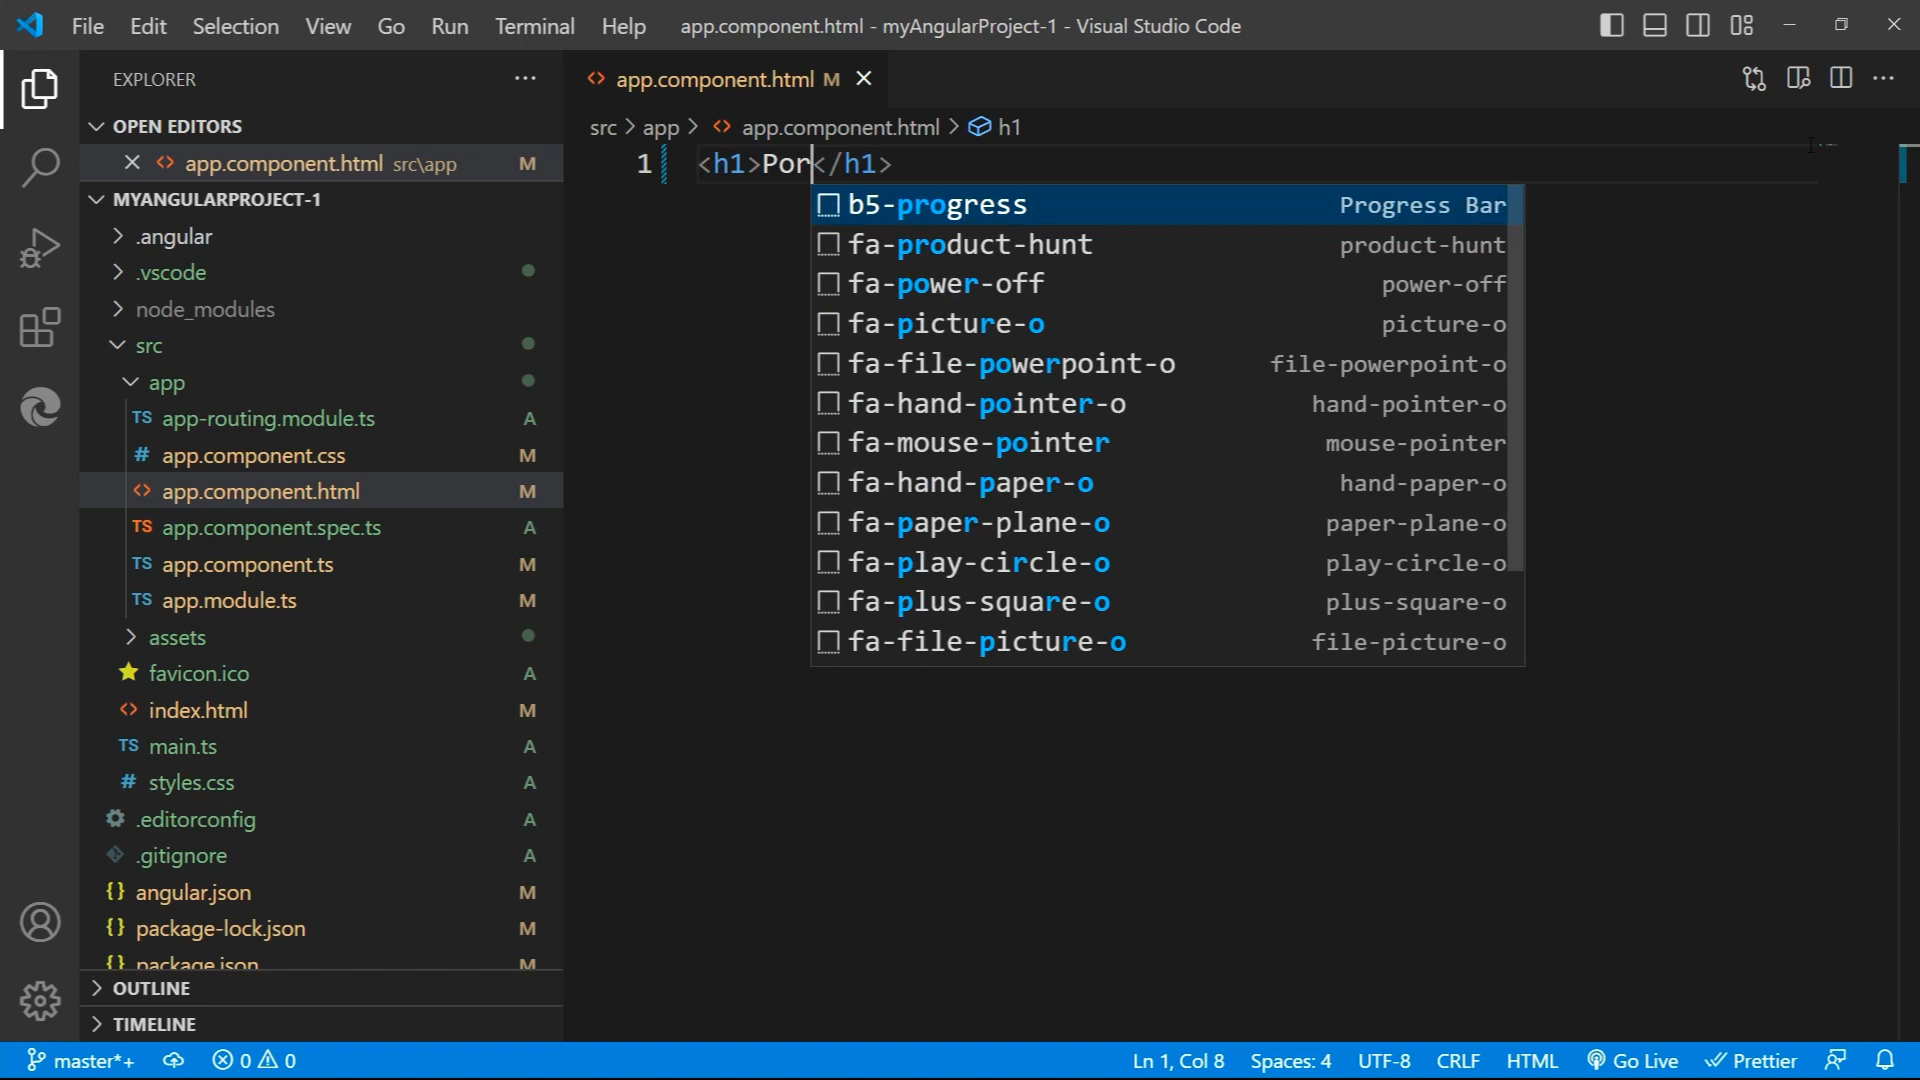 File Edit Selection View Go Run Terminal Help app.component.html - myAngularProject-1 - Visual Studio Code
EXPLORER
OPEN EDITORS
app.component.html src\app M
MYANGULARPROJECT-1
.angular
.vscode
node_modules
src
app
TS app-routing.module.ts A
# app.component.css M
<> app.component.html M
TS app.component.spec.ts A
TS app.component.ts M
TS app.module.ts M
assets
favicon.ico A
<> index.html M
TS main.ts A
# styles.css A
.editorconfig A
.gitignore A
{} angular.json M
{} package-lock.json M
{} package.json M
OUTLINE
TIMELINE
<> app.component.html M
src > app > <> app.component.html > h1
1 <h1>Por</h1>
b5-progress Progress Bar
fa-product-hunt product-hunt
fa-power-off power-off
fa-picture-o picture-o
fa-file-powerpoint-o file-powerpoint-o
fa-hand-pointer-o hand-pointer-o
fa-mouse-pointer mouse-pointer
fa-hand-paper-o hand-paper-o
fa-paper-plane-o paper-plane-o
fa-play-circle-o play-circle-o
fa-plus-square-o plus-square-o
fa-file-picture-o file-picture-o
master*+ 0 0 Ln 1, Col 8 Spaces: 4 UTF-8 CRLF HTML Go Live Prettier